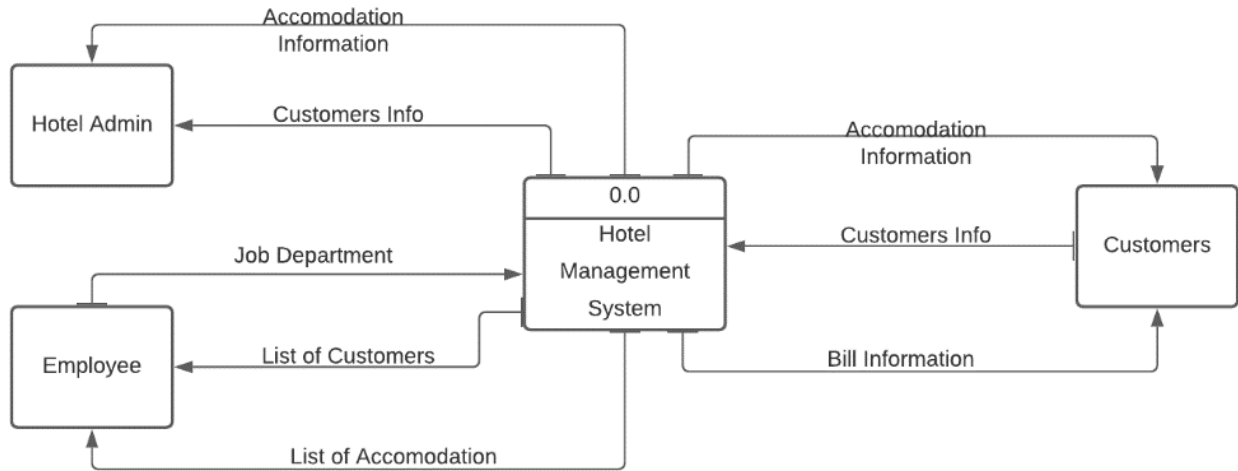 Accomodation
Information
Hotel Admin
Customers Info
Accomodation
Information
0.0
Hotel
Management
System
Customers Info
Customers
Job Department
Employee
List of Customers
Bill Information
List of Accomodation